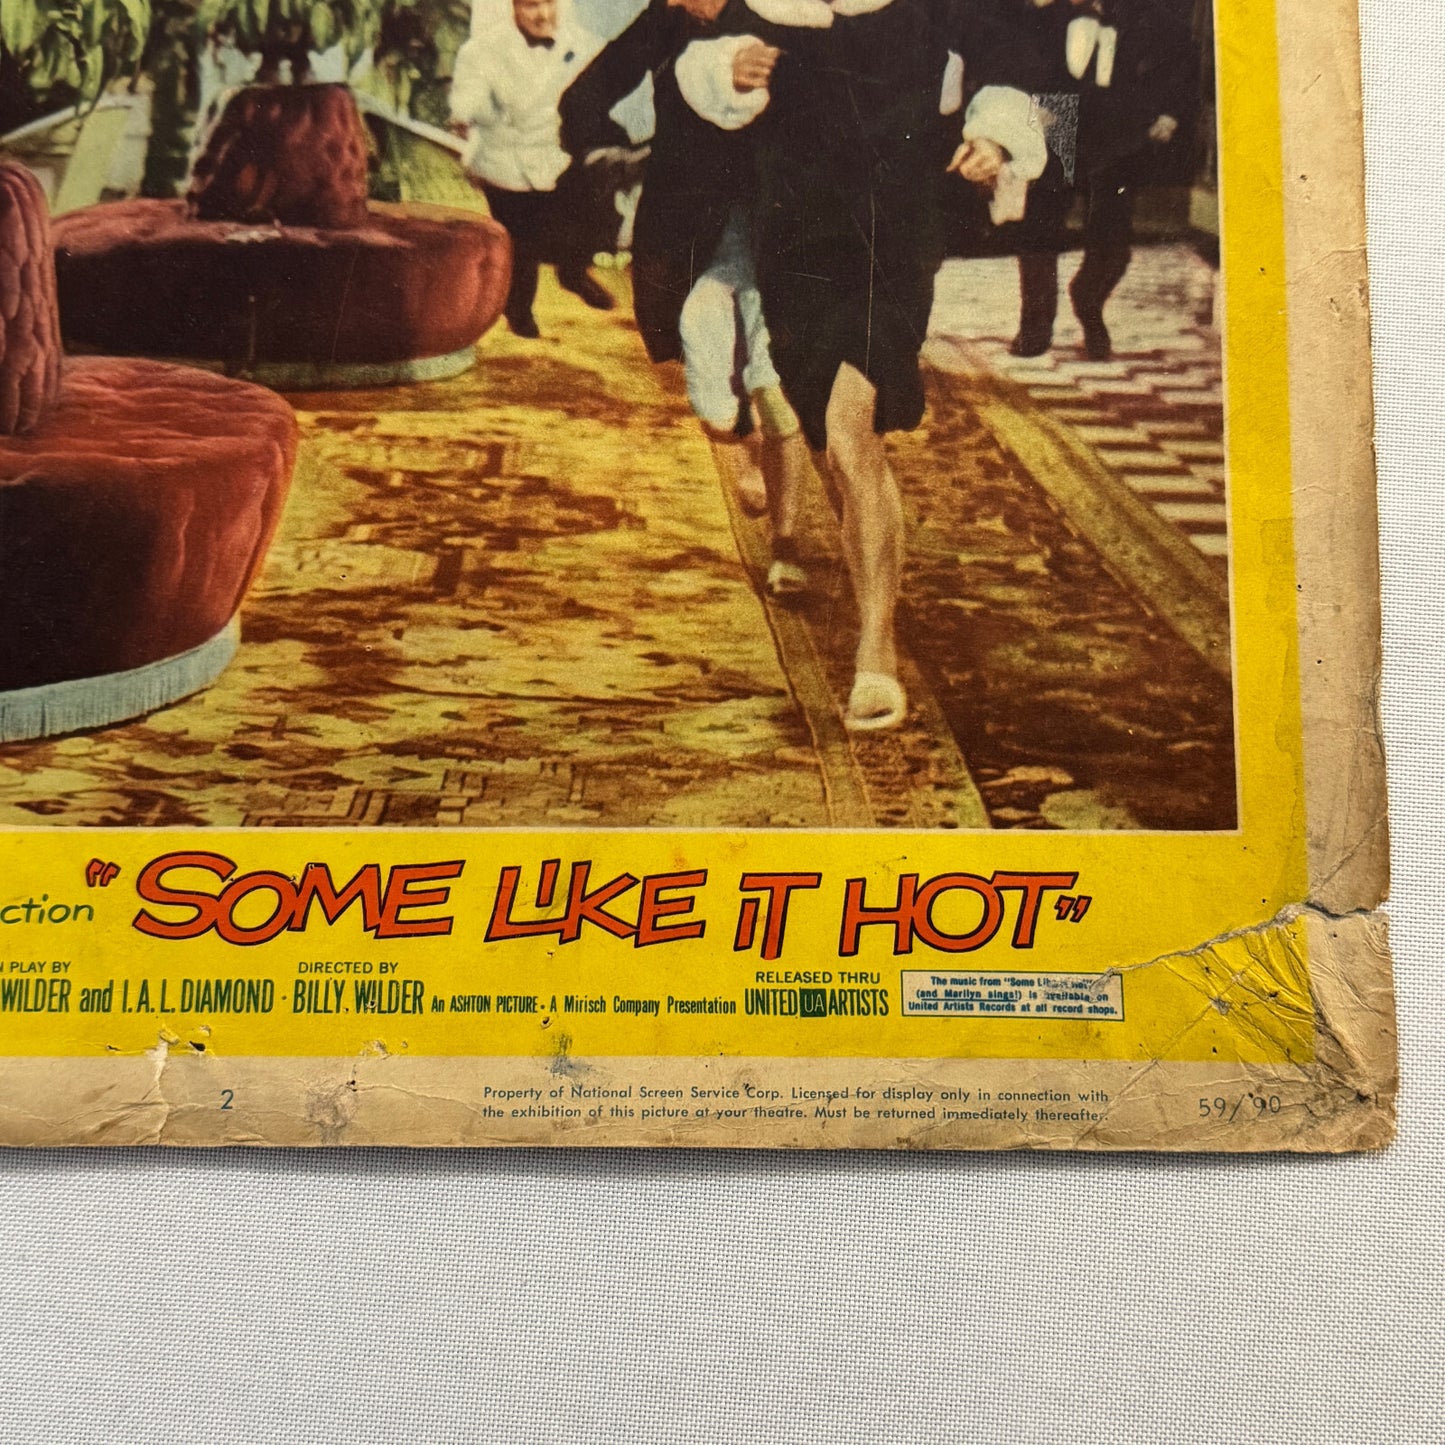 ction "SOME LIKE IT HOT"
N PLAY BY
WILDER and I.A.L. DIAMOND · DIRECTED BY BILLY WILDER An ASHTON PICTURE · A Mirisch Company Presentation RELEASED THRU UNITED UA ARTISTS
The music from "Some Like it Hot"
(and Marilyn sings!) is available on
United Artists Records at all record shops.
2
Property of National Screen Service Corp. Licensed for display only in connection with
the exhibition of this picture at your theatre. Must be returned immediately thereafter.
59/90